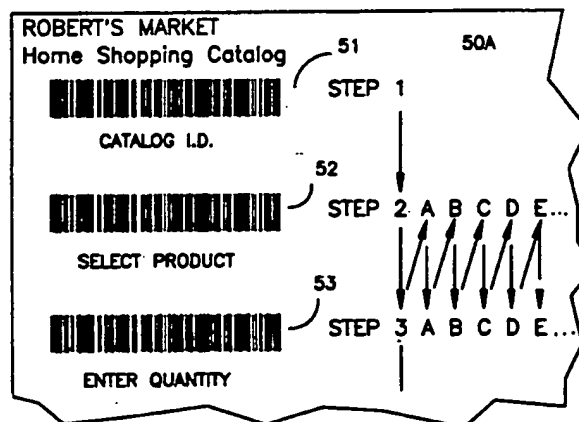 ROBERT'S MARKET
Home Shopping Catalog
51
50A
STEP 1
CATALOG I.D.
52
STEP 2 A B C D E...
SELECT PRODUCT
53
STEP 3 A B C D E...
ENTER QUANTITY